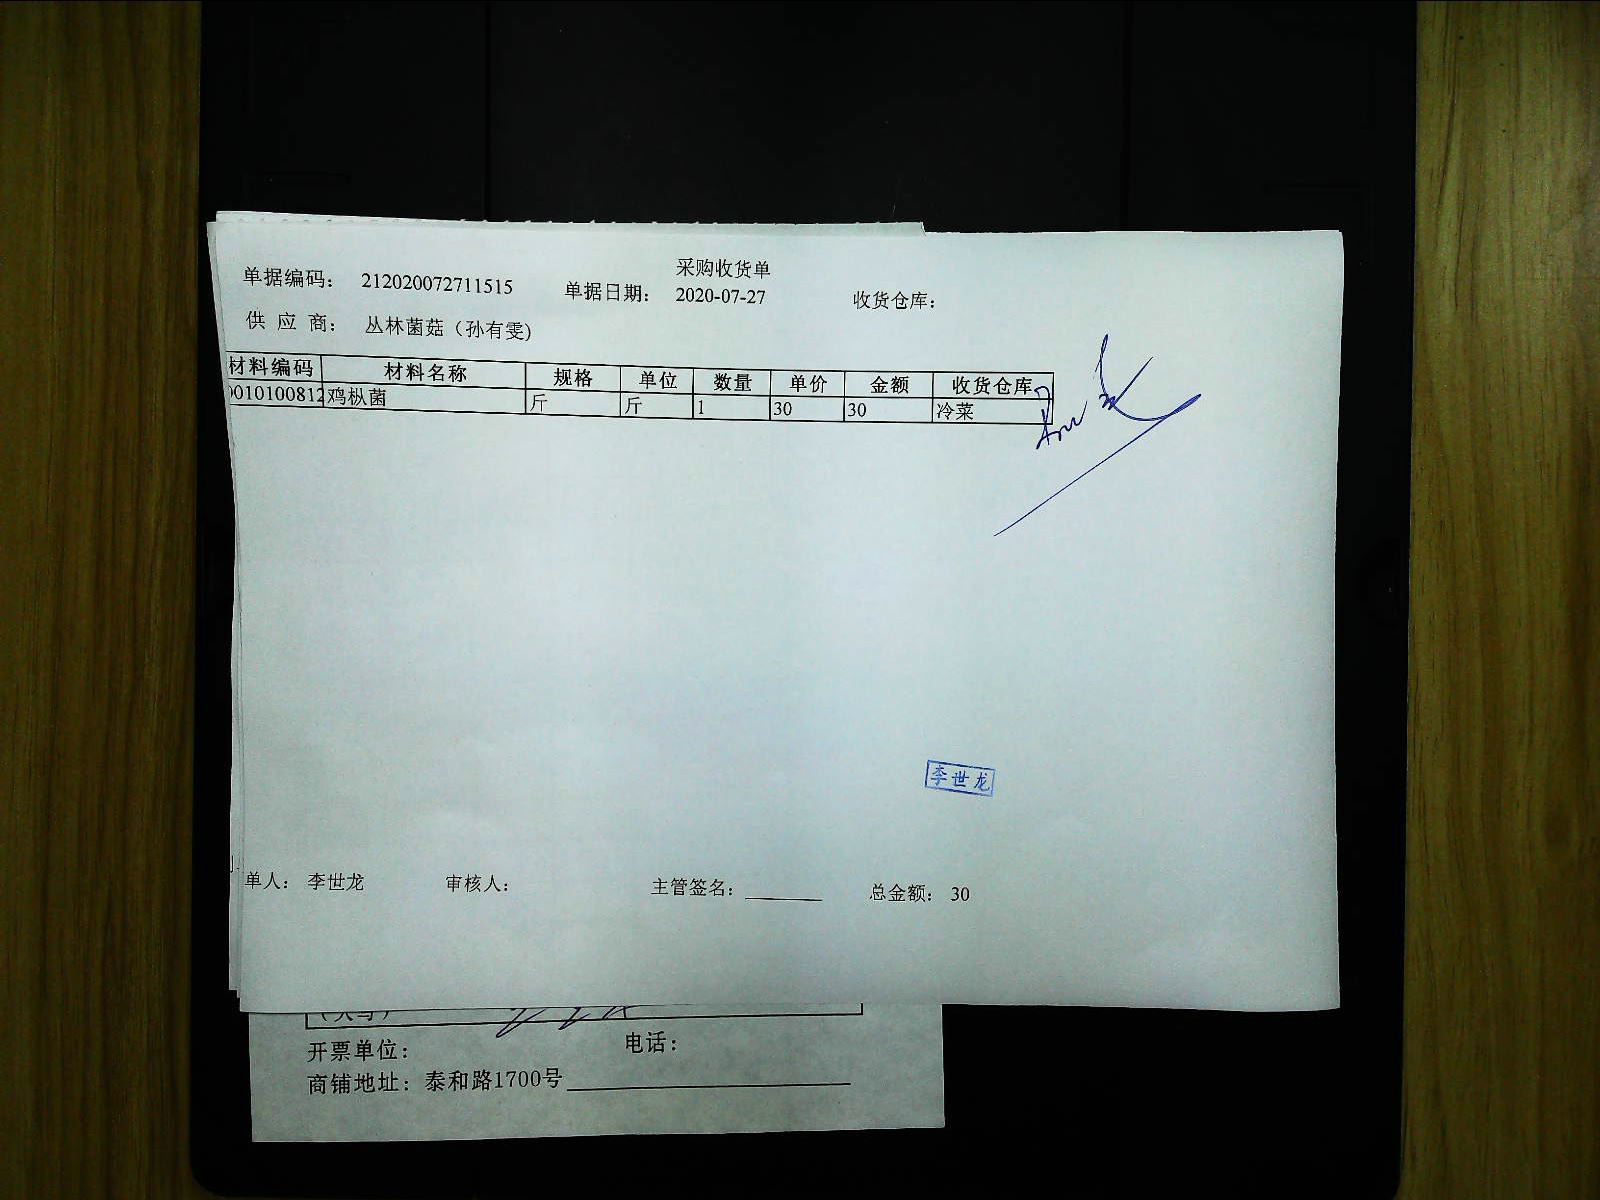 采购收货单
单据编码： 212020072711515 单据日期： 2020-07-27 收货仓库：
供 应 商： 丛林菌菇（孙有雯)
材料编码 材料名称 规格 单位 数量 单价 金额 收货仓库
0010100812 鸡枞菌 斤 斤 1 30 30 冷菜
李世龙
单人： 李世龙 审核人： 主管签名： 总金额： 30
开票单位： 电话：
商铺地址：泰和路1700号